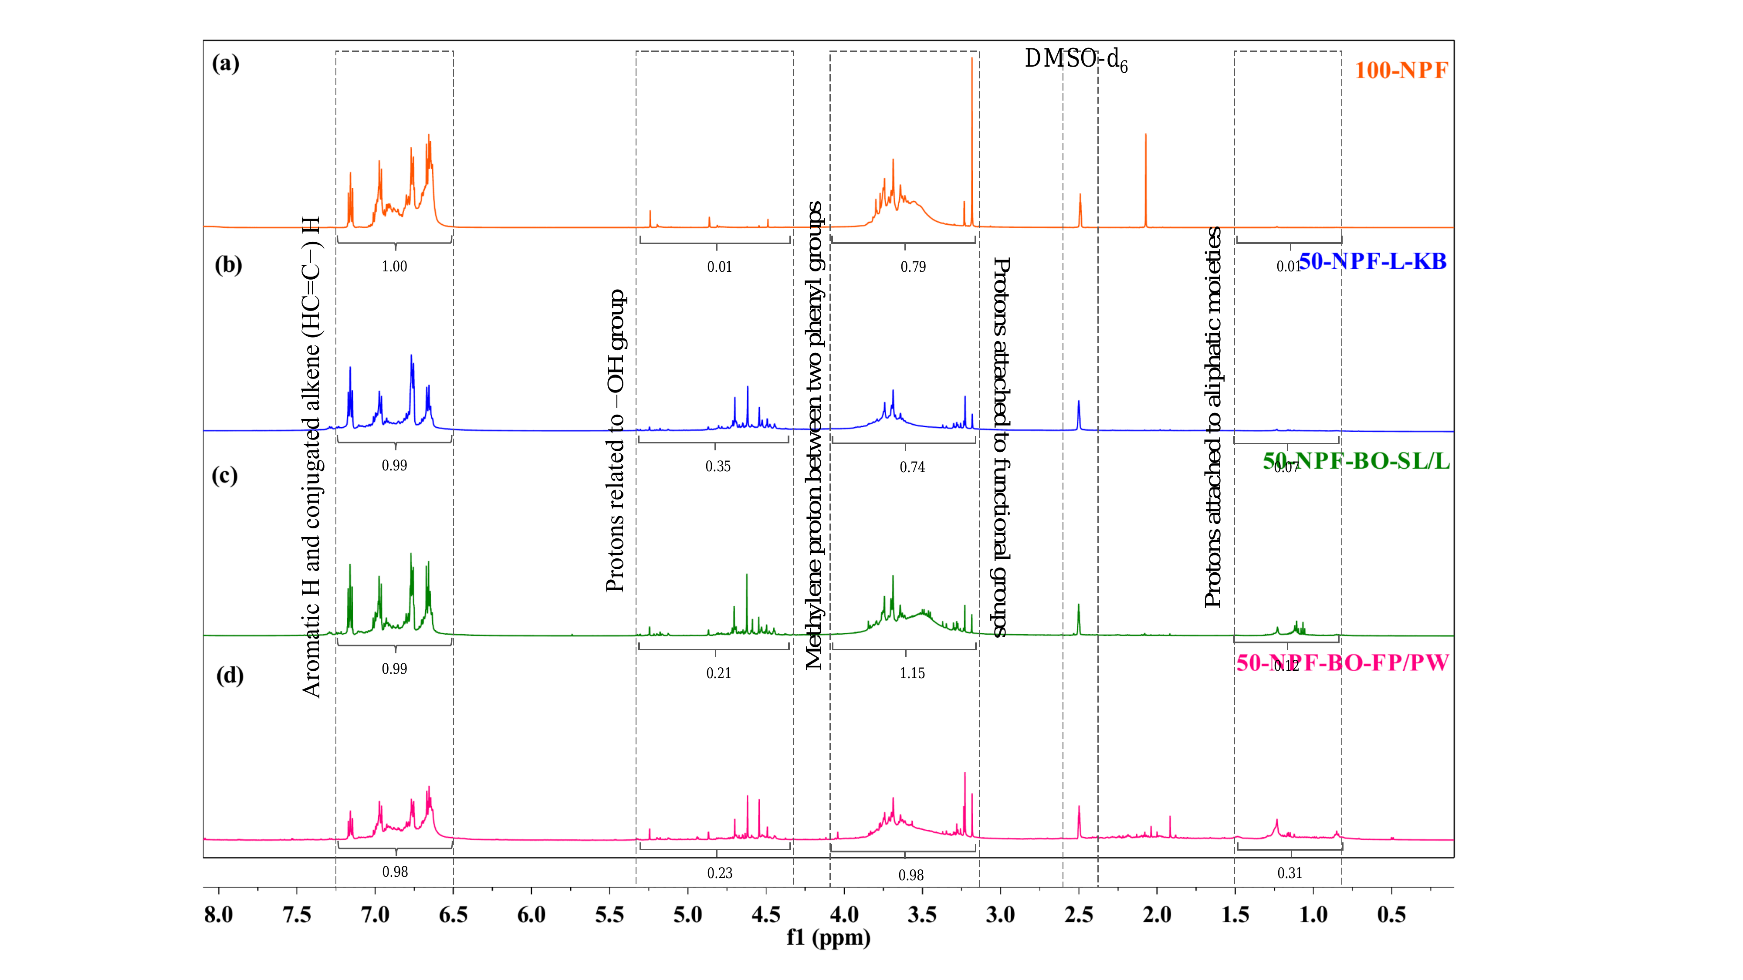 (a)
DMSO-d6
100-NPF
1.00
0.01
0.79
0.01
(b)
50-NPF-L-KB
0.99
0.35
0.74
0.07
(c)
50-NPF-BO-SL/L
0.99
0.21
1.15
0.12
(d)
50-NPF-BO-FP/PW
0.98
0.23
0.98
0.31
Aromatic H and conjugated alkene (HC=C−) H
Protons related to −OH group
Methylene proton between two phenyl groups
Protons attached to functional groups
Protons attached to aliphatic moieties
8.0 7.5 7.0 6.5 6.0 5.5 5.0 4.5 4.0 3.5 3.0 2.5 2.0 1.5 1.0 0.5
f1 (ppm)